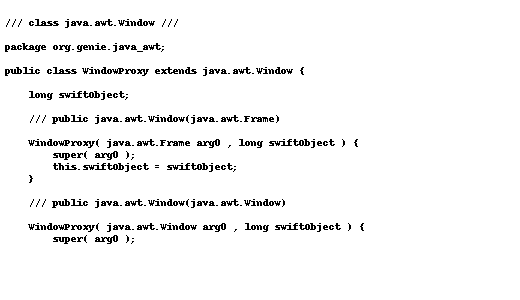 /// class java.awt.Window ///
package org.genie.java_awt;
public class WindowProxy extends java.awt.Window {
long swiftObject;
/// public java.awt.Window(java.awt.Frame)
WindowProxy( java.awt.Frame arg0 , long swiftObject ) {
super( arg0 );
this.swiftObject = swiftObject;
}
/// public java.awt.Window(java.awt.Window)
WindowProxy( java.awt.Window arg0 , long swiftObject ) {
super( arg0 );